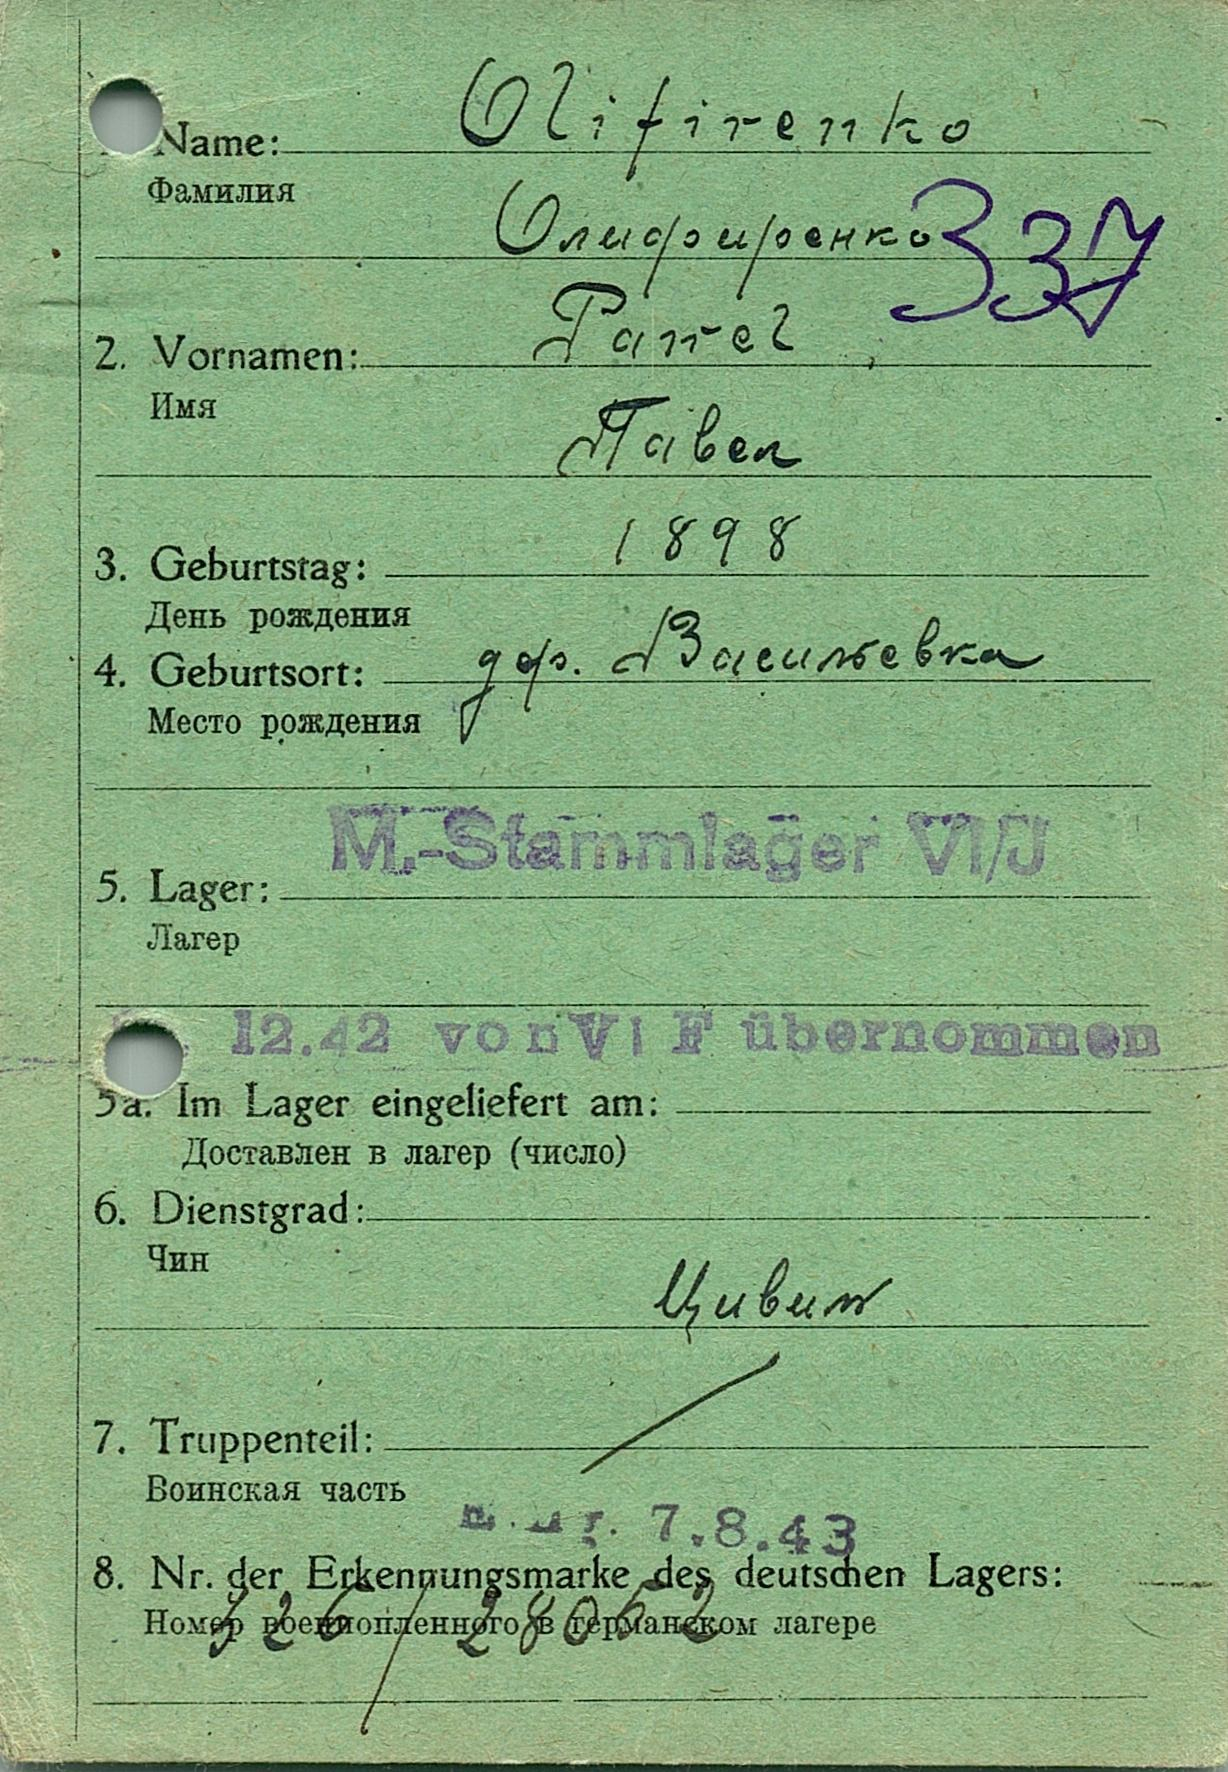 Name: Olifirenko
Фамилия
Олифиренко
337
2. Vornamen: Pawel
Имя
Павел
3. Geburtstag: 1898
День рождения
4. Geburtsort: дер. Васильевка
Место рождения
M.-Stammlager VI/J
5. Lager:
Лагер
12.42 von VI F übernommen
5a. Im Lager eingeliefert am:
Доставлен в лагер (число)
6. Dienstgrad:
Чин
Цивил
7. Truppenteil:
Воинская часть
7.8.43
8. Nr. der Erkennungsmarke des deutschen Lagers:
Номер военнопленного в германском лагере
326 / 28052